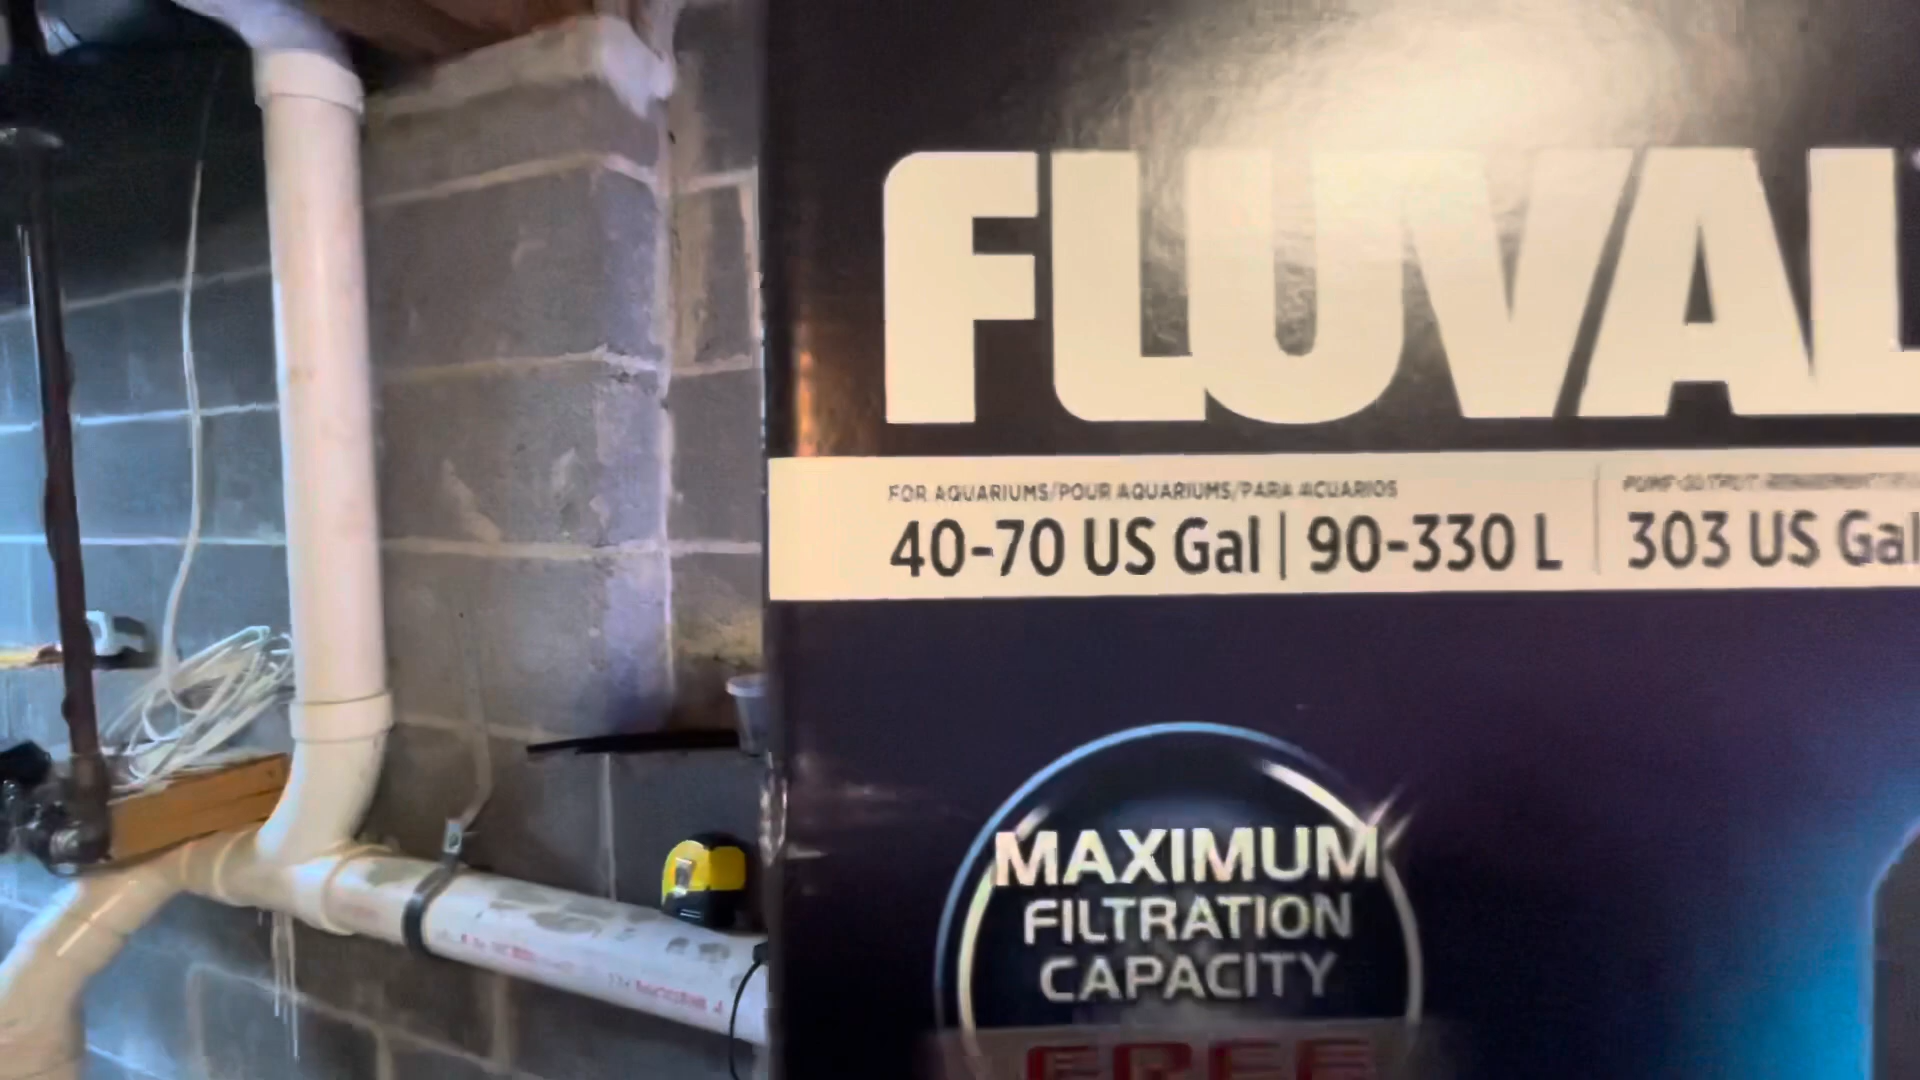 FLUVAL
FOR AQUARIUMS/POUR AQUARIUMS/PARA ACUARIOS
40-70 US Gal | 90-330 L
303 US Gal
MAXIMUM
FILTRATION
CAPACITY
FREE